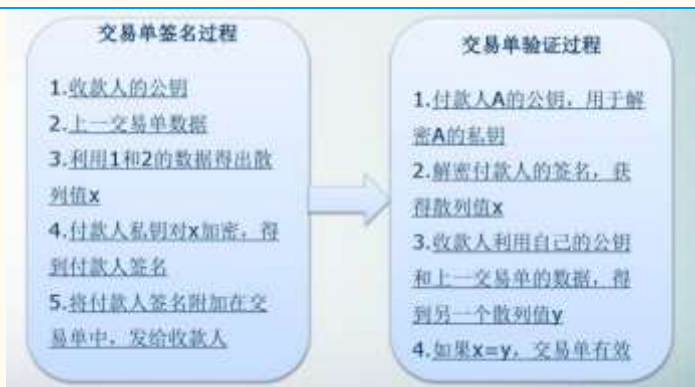 交易单签名过程
1.收款人的公钥
2.上一交易单数据
3.利用1和2的数据得出散
列值x
4.付款人私钥对x加密，得
到付款人签名
5.将付款人签名附加在交
易单中，发给收款人
交易单验证过程
1.付款人A的公钥，用于解
密A的私钥
2.解密付款人的签名，获
得散列值x
3.收款人利用自己的公钥
和上一交易单的数据，得
到另一个散列值y
4.如果x=y，交易单有效